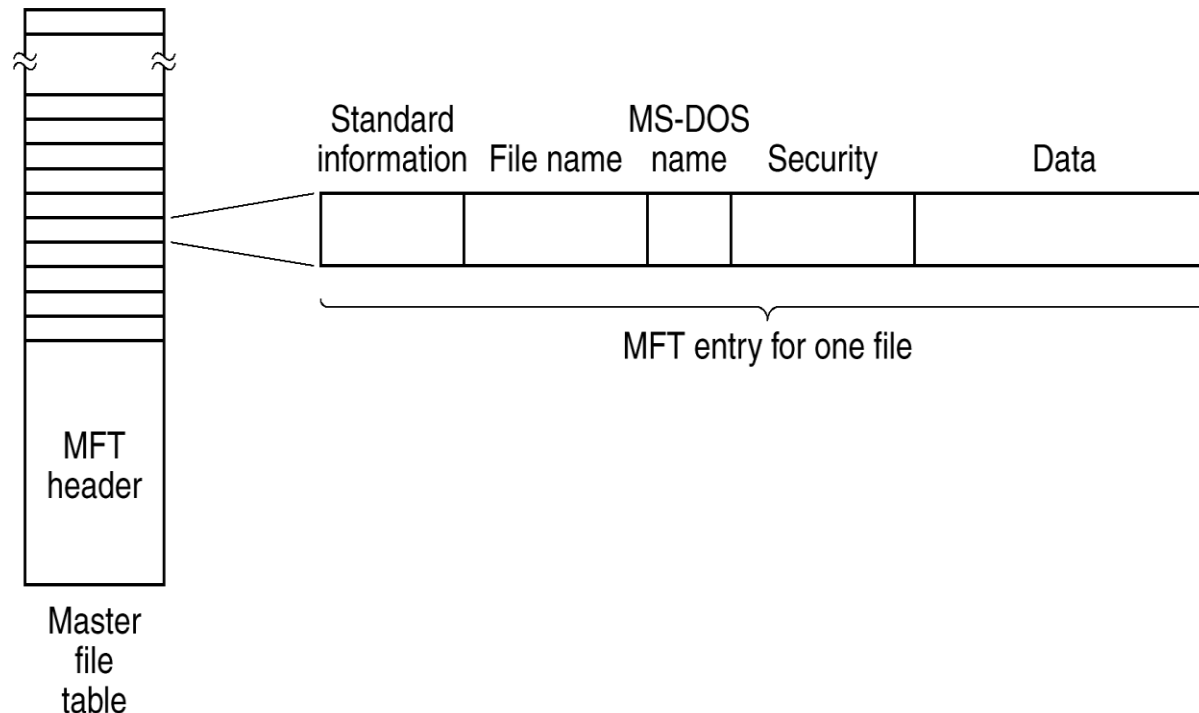 Standard
information
File name
MS-DOS
name
Security
Data
MFT entry for one file
MFT
header
Master
file
table